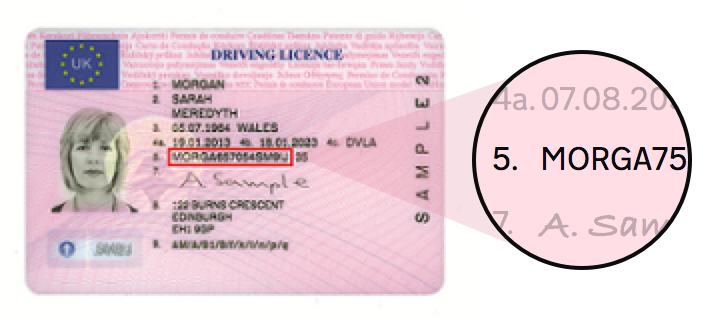 DRIVING LICENCE
UK
1. MORGAN
2. SARAH
MEREDYTH
3. 05.07.1964 WALES
4a. 19.01.2013 4b. 18.01.2023 4c. DVLA
5. MORGA657054SM9IJ 35
7. A Sample
8. 122 BURNS CRESCENT
EDINBURGH
EH1 9GP
9. AM/A/B1/B/f/k/l/n/p/q
SAMPLE 2
4a. 07.08.20
5. MORGA75
7. A. Sam